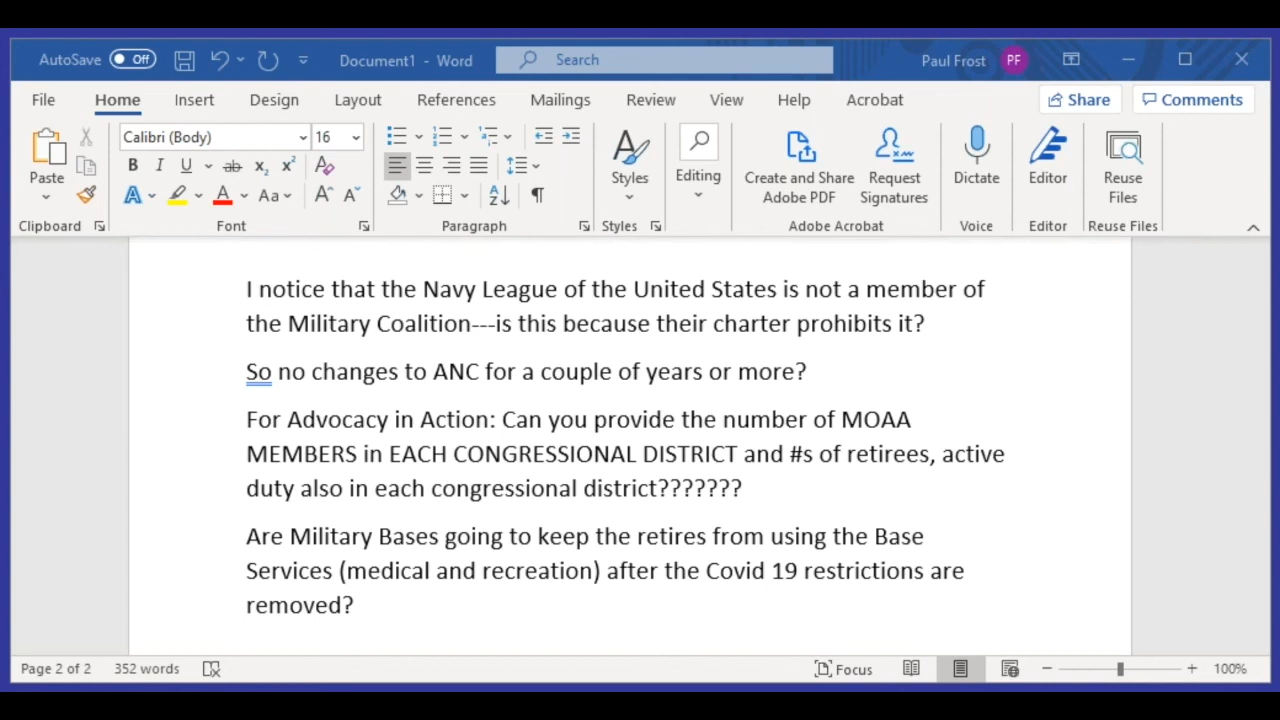 AutoSave Off Document1 - Word Search Paul Frost PF
File Home Insert Design Layout References Mailings Review View Help Acrobat Share Comments
Calibri (Body) 16
B I U ab x2 x2 A
A A Aa A A
Paste
Styles
Editing
Create and Share
Adobe PDF
Request
Signatures
Dictate
Editor
Reuse
Files
Clipboard Font Paragraph Styles Adobe Acrobat Voice Editor Reuse Files
I notice that the Navy League of the United States is not a member of
the Military Coalition---is this because their charter prohibits it?
So no changes to ANC for a couple of years or more?
For Advocacy in Action: Can you provide the number of MOAA
MEMBERS in EACH CONGRESSIONAL DISTRICT and #s of retirees, active
duty also in each congressional district???????
Are Military Bases going to keep the retires from using the Base
Services (medical and recreation) after the Covid 19 restrictions are
removed?
Page 2 of 2 352 words Focus 100%